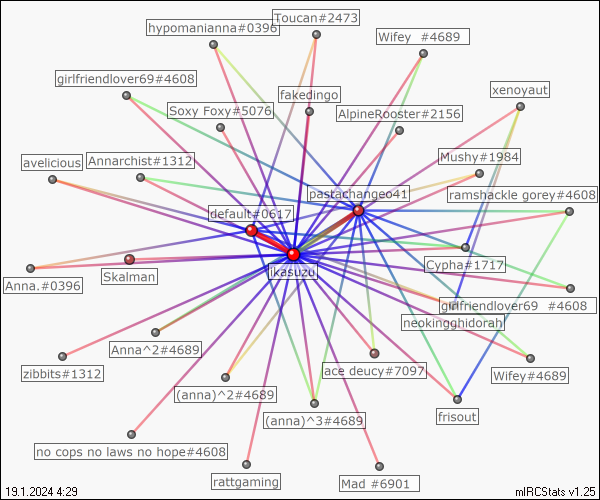 Toucan#2473
hypomanianna#0396
Wifey  #4689
girlfriendlover69#4608
xenoyaut
fakedingo
Soxy Foxy#5076
AlpineRooster#2156
avelicious
Annarchist#1312
Mushy#1984
pastachangeo41
ramshackle gorey#4608
default#0617
ikasuzu
Cypha#1717
Anna.#0396
Skalman
girlfriendlover69  #4608
neokingghidorah
Anna^2#4689
zibbits#1312
ace deucy#7097
Wifey#4689
(anna)^2#4689
(anna)^3#4689
frisout
no cops no laws no hope#4608
rattgaming
Mad #6901
19.1.2024 4:29
mIRCStats v1.25